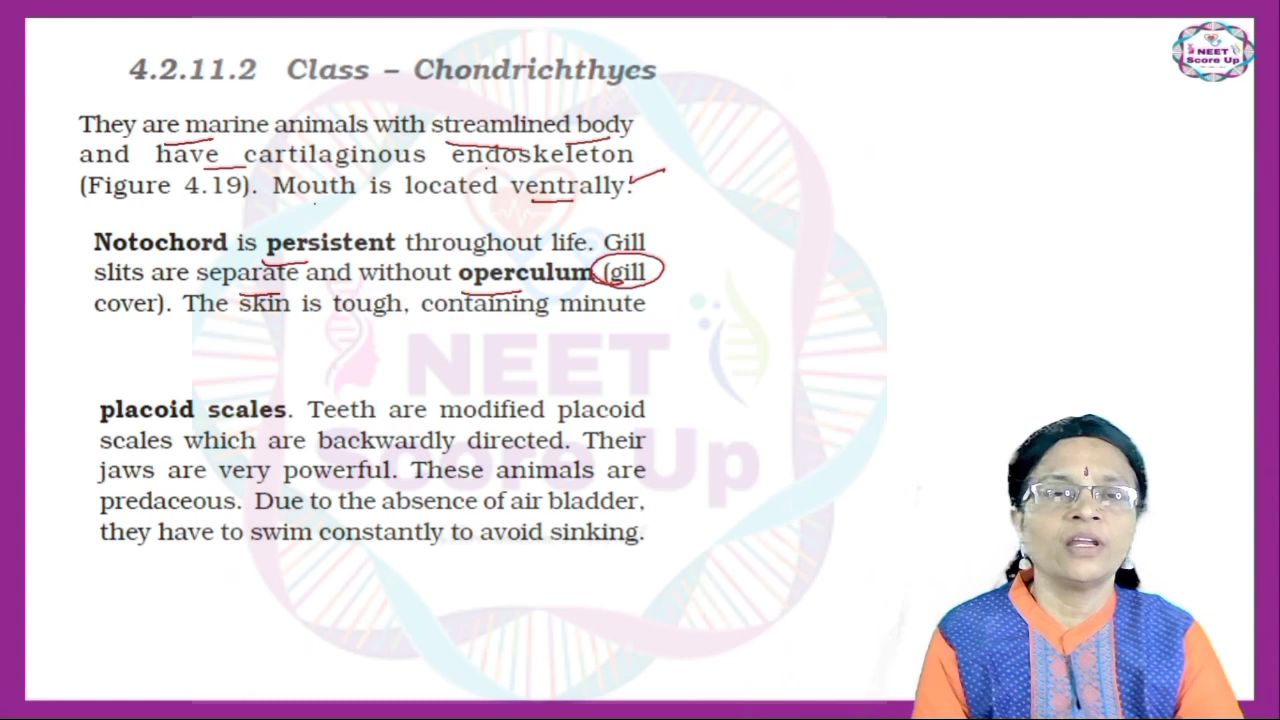 4.2.11.2 Class – Chondrichthyes
They are marine animals with streamlined body
and have cartilaginous endoskeleton
(Figure 4.19). Mouth is located ventrally.
Notochord is persistent throughout life. Gill
slits are separate and without operculum (gill
cover). The skin is tough, containing minute
placoid scales. Teeth are modified placoid
scales which are backwardly directed. Their
jaws are very powerful. These animals are
predaceous. Due to the absence of air bladder,
they have to swim constantly to avoid sinking.
NEET
Score Up
NEET
Score Up